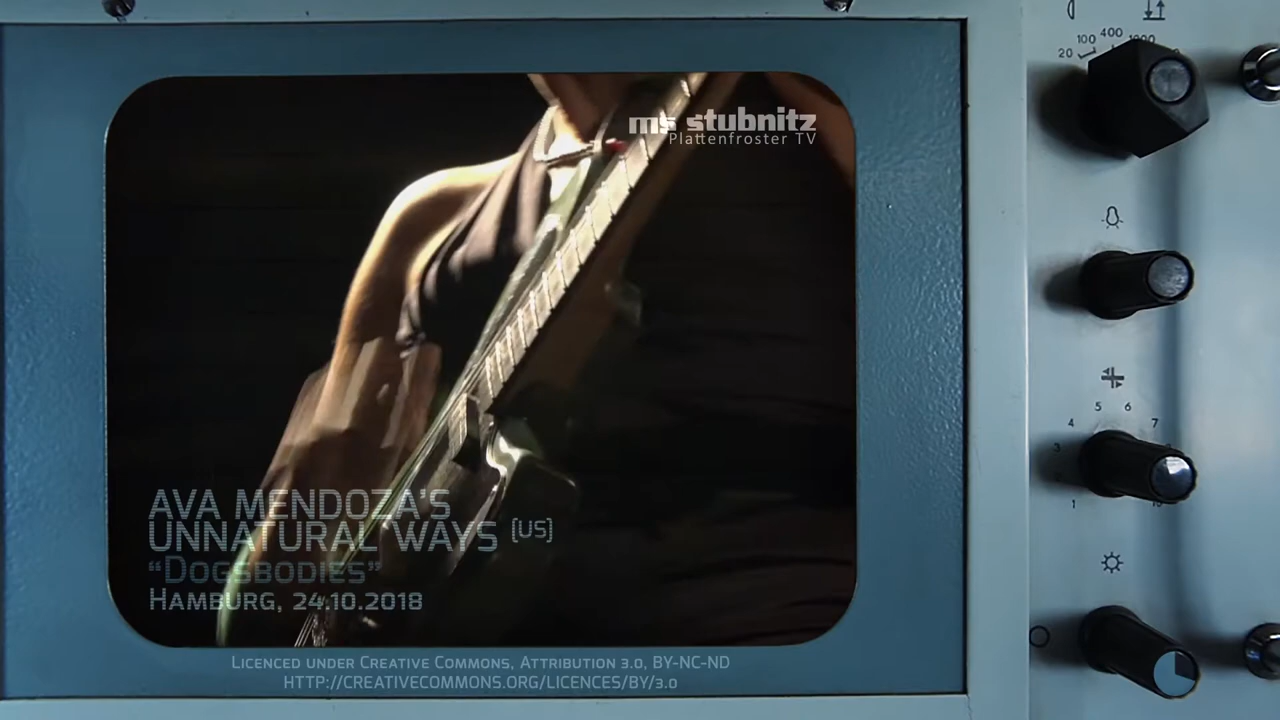 20 100 400 1000
ms stubnitz
Plattenfroster TV
5 6
4 7
3
1 10
AVA MENDOZA'S
UNNATURAL WAYS [US]
“DOGSBODIES”
HAMBURG, 24.10.2018
LICENCED UNDER CREATIVE COMMONS, ATTRIBUTION 3.0, BY-NC-ND
HTTP://CREATIVECOMMONS.ORG/LICENCES/BY/3.0